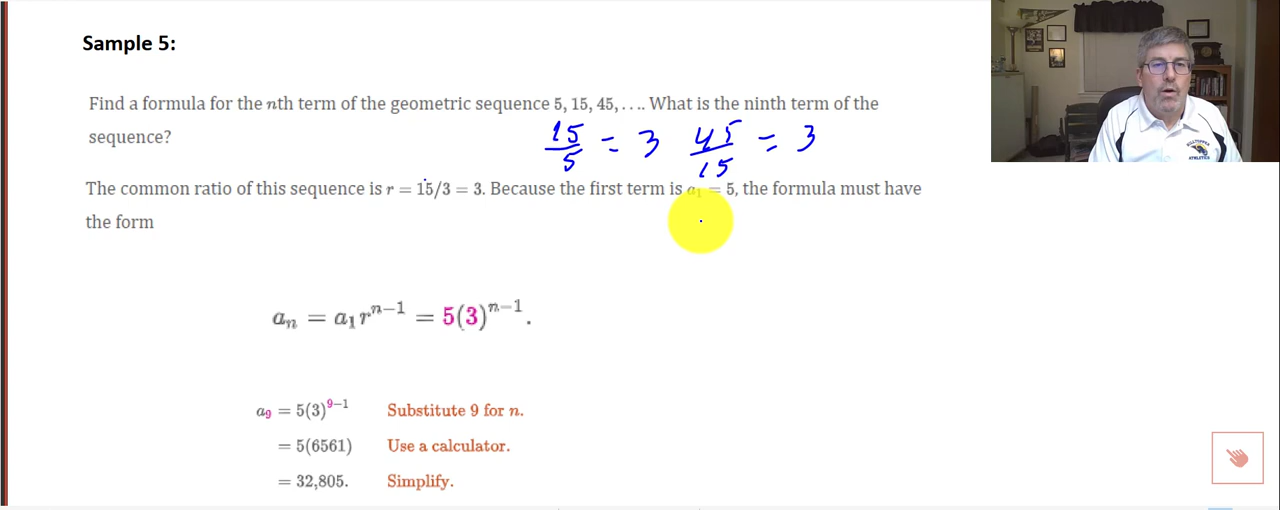 Sample 5:
Find a formula for the nth term of the geometric sequence 5, 15, 45, .... What is the ninth term of the
sequence?
15/5 = 3 45/15 = 3
The common ratio of this sequence is r = 15/3 = 3. Because the first term is a₁ = 5, the formula must have
the form
aₙ = a₁rⁿ⁻¹ = 5(3)ⁿ⁻¹.
a₉ = 5(3)⁹⁻¹ Substitute 9 for n.
= 5(6561) Use a calculator.
= 32,805. Simplify.